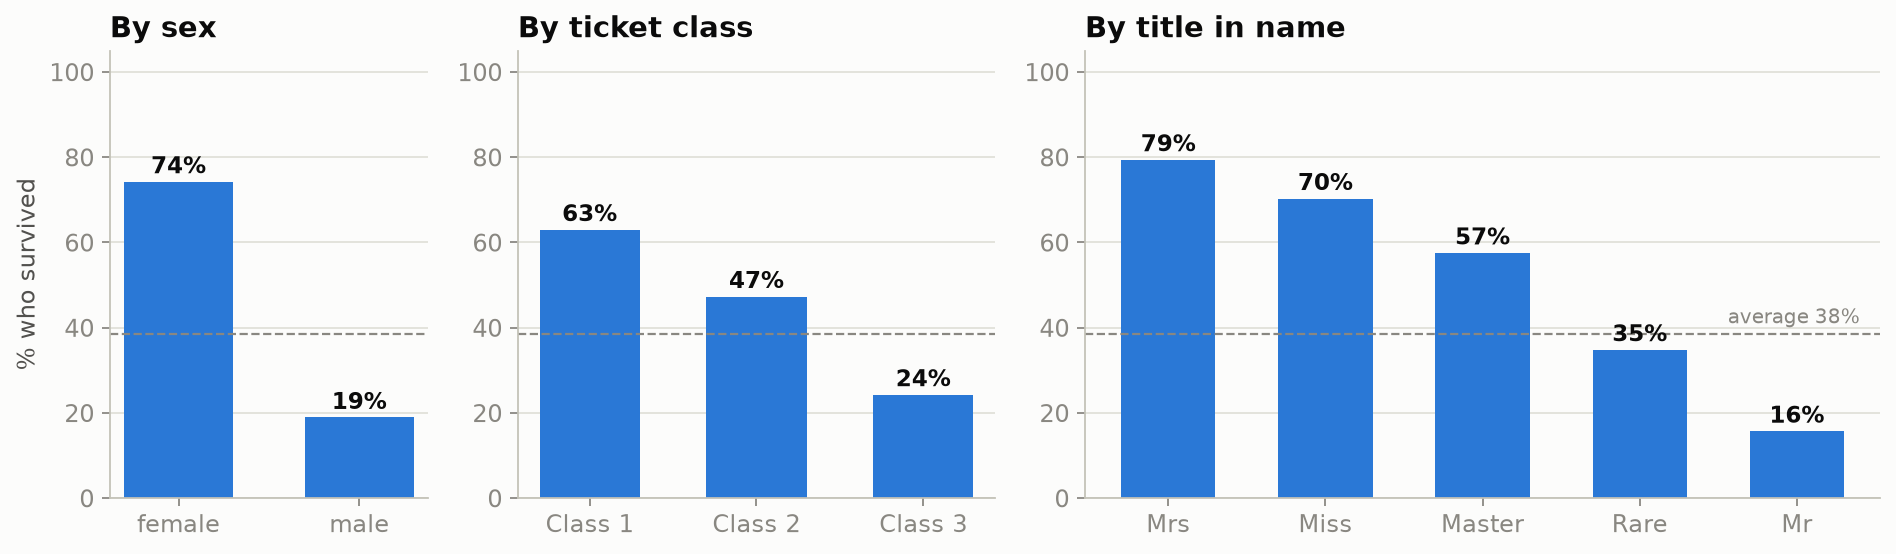 By sex
By ticket class
By title in name
% who survived
100
80
60
40
20
0
74%
19%
female
male
100
80
60
40
20
0
63%
47%
24%
Class 1
Class 2
Class 3
100
80
60
40
20
0
79%
70%
57%
35%
16%
average 38%
Mrs
Miss
Master
Rare
Mr